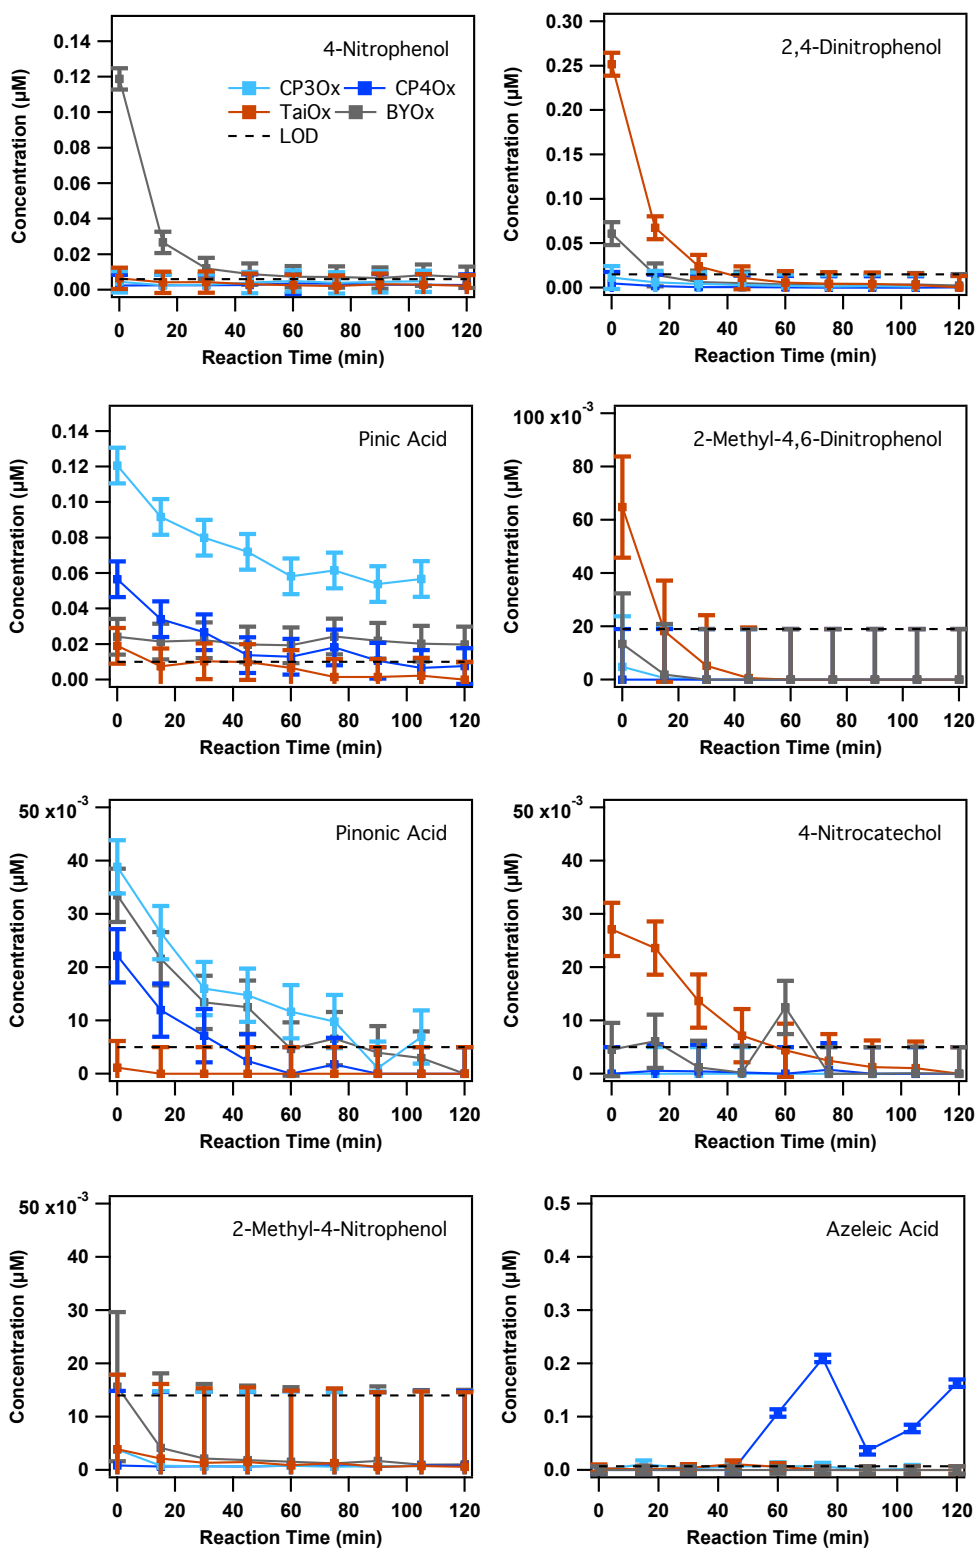 4-Nitrophenol
CP3Ox CP4Ox
TaiOx BYOx
LOD
Concentration (µM)
0.14
0.12
0.10
0.08
0.06
0.04
0.02
0.00
0 20 40 60 80 100 120
Reaction Time (min)
2,4-Dinitrophenol
Concentration (µM)
0.30
0.25
0.20
0.15
0.10
0.05
0.00
0 20 40 60 80 100 120
Reaction Time (min)
Pinic Acid
Concentration (µM)
0.14
0.12
0.10
0.08
0.06
0.04
0.02
0.00
0 20 40 60 80 100 120
Reaction Time (min)
2-Methyl-4,6-Dinitrophenol
Concentration (µM)
100 x10⁻³
80
60
40
20
0
0 20 40 60 80 100 120
Reaction Time (min)
Pinonic Acid
Concentration (µM)
50 x10⁻³
40
30
20
10
0
0 20 40 60 80 100 120
Reaction Time (min)
4-Nitrocatechol
Concentration (µM)
50 x10⁻³
40
30
20
10
0
0 20 40 60 80 100 120
Reaction Time (min)
2-Methyl-4-Nitrophenol
Concentration (µM)
50 x10⁻³
40
30
20
10
0
0 20 40 60 80 100 120
Reaction Time (min)
Azeleic Acid
Concentration (µM)
0.5
0.4
0.3
0.2
0.1
0.0
0 20 40 60 80 100 120
Reaction Time (min)